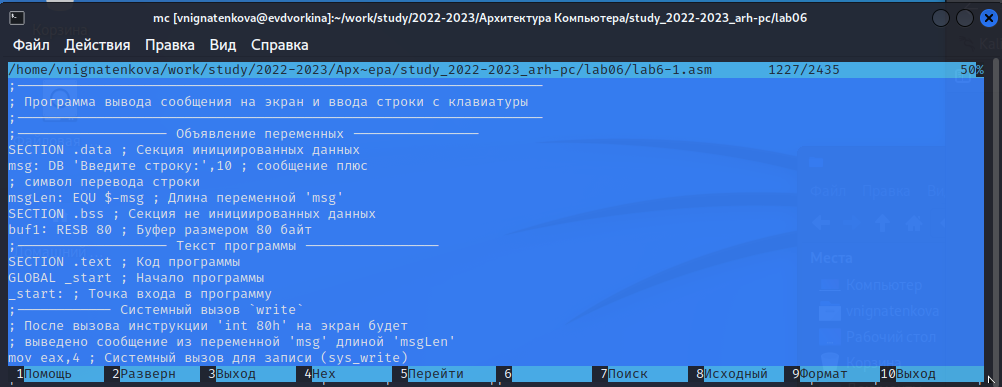 mc [vnignatenkova@evdvorkina]:~/work/study/2022-2023/Архитектура Компьютера/study_2022-2023_arh-pc/lab06
Файл Действия Правка Вид Справка
/home/vnignatenkova/work/study/2022-2023/Арх~ера/study_2022-2023_arh-pc/lab06/lab6-1.asm 1227/2435 50%
;---------------------------------------------------------------
; Программа вывода сообщения на экран и ввода строки с клавиатуры
;---------------------------------------------------------------
;------------------ Объявление переменных ---------------
SECTION .data ; Секция инициированных данных
msg: DB 'Введите строку:',10 ; сообщение плюс
; символ перевода строки
msgLen: EQU $-msg ; Длина переменной 'msg'
SECTION .bss ; Секция не инициированных данных
buf1: RESB 80 ; Буфер размером 80 байт
;------------------ Текст программы ----------------
SECTION .text ; Код программы
GLOBAL _start ; Начало программы
_start: ; Точка входа в программу
;----------- Системный вызов `write`
; После вызова инструкции 'int 80h' на экран будет
; выведено сообщение из переменной 'msg' длиной 'msgLen'
mov eax,4 ; Системный вызов для записи (sys_write)
1Помощь 2Разверн 3Выход 4Hex 5Перейти 6 7Поиск 8Исходный 9Формат 10Выход
Места
Компьютер
vnignatenkova
Рабочий стол
Корзина